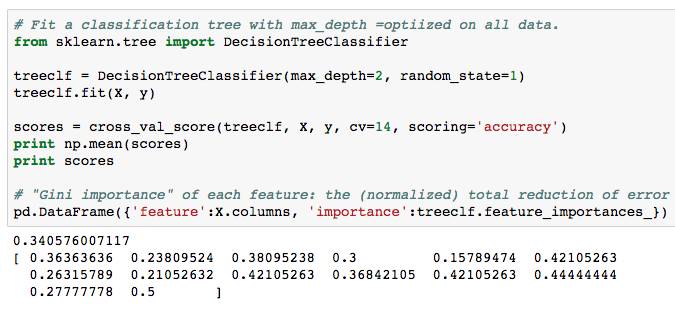 # Fit a classification tree with max_depth =optiized on all data.
from sklearn.tree import DecisionTreeClassifier
treeclf = DecisionTreeClassifier(max_depth=2, random_state=1)
treeclf.fit(X, y)
scores = cross_val_score(treeclf, X, y, cv=14, scoring='accuracy')
print np.mean(scores)
print scores
# "Gini importance" of each feature: the (normalized) total reduction of error
pd.DataFrame({'feature':X.columns, 'importance':treeclf.feature_importances_})
0.340576007117
[ 0.36363636 0.23809524 0.38095238 0.3 0.15789474 0.42105263
0.26315789 0.21052632 0.42105263 0.36842105 0.42105263 0.44444444
0.27777778 0.5 ]